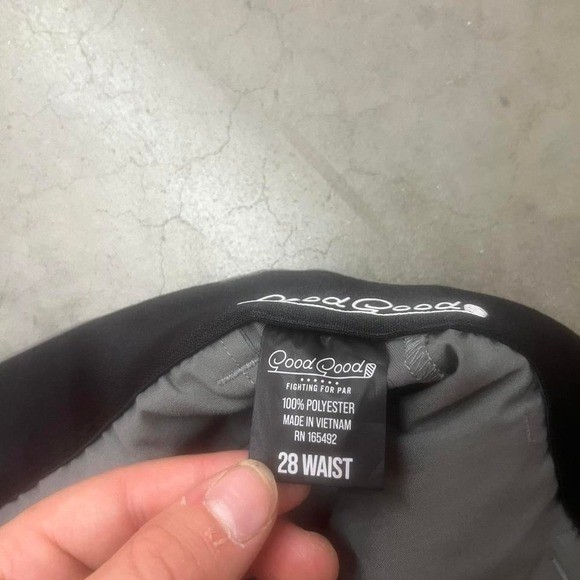 Good Good
Good Good
FIGHTING FOR PAR
100% POLYESTER
MADE IN VIETNAM
RN 165492
28 WAIST